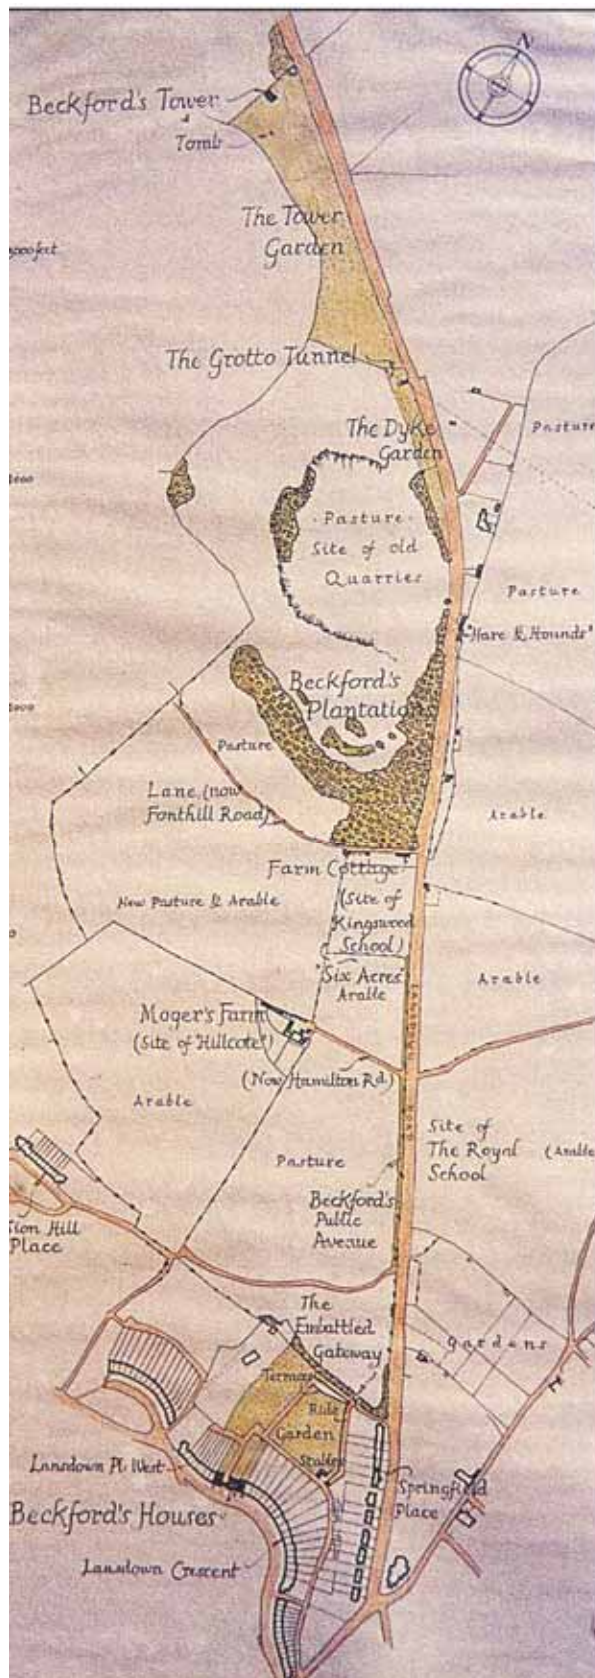 N
Beckford's Tower
Tomb
The Tower
Garden
The Grotto Tunnel
The Dyke
Garden
Pasture
- Pasture -
Site of old
Quarries
Pasture
"Hare & Hounds"
Beckford's
Plantations
Pasture
Lane (now
Fonthill Road)
Arable
Farm Cottage
New Pasture & Arable
(Site of
Kingswood
School)
"Six Acres"
Arable
Arable
LANSDOWN ROAD
Moger's Farm
(Site of "Hillcote")
(Now Hamilton Rd.)
Arable
Site of
The Royal
School
(Arable
Pasture
Beckford's
Public
Avenue
Sion Hill
Place
The
Embattled
Gateway
Gardens
Terrace
Ride
Garden
Stables
Lansdown Pl. West
Springfield
Place
Beckford's Houses
Lansdown Crescent